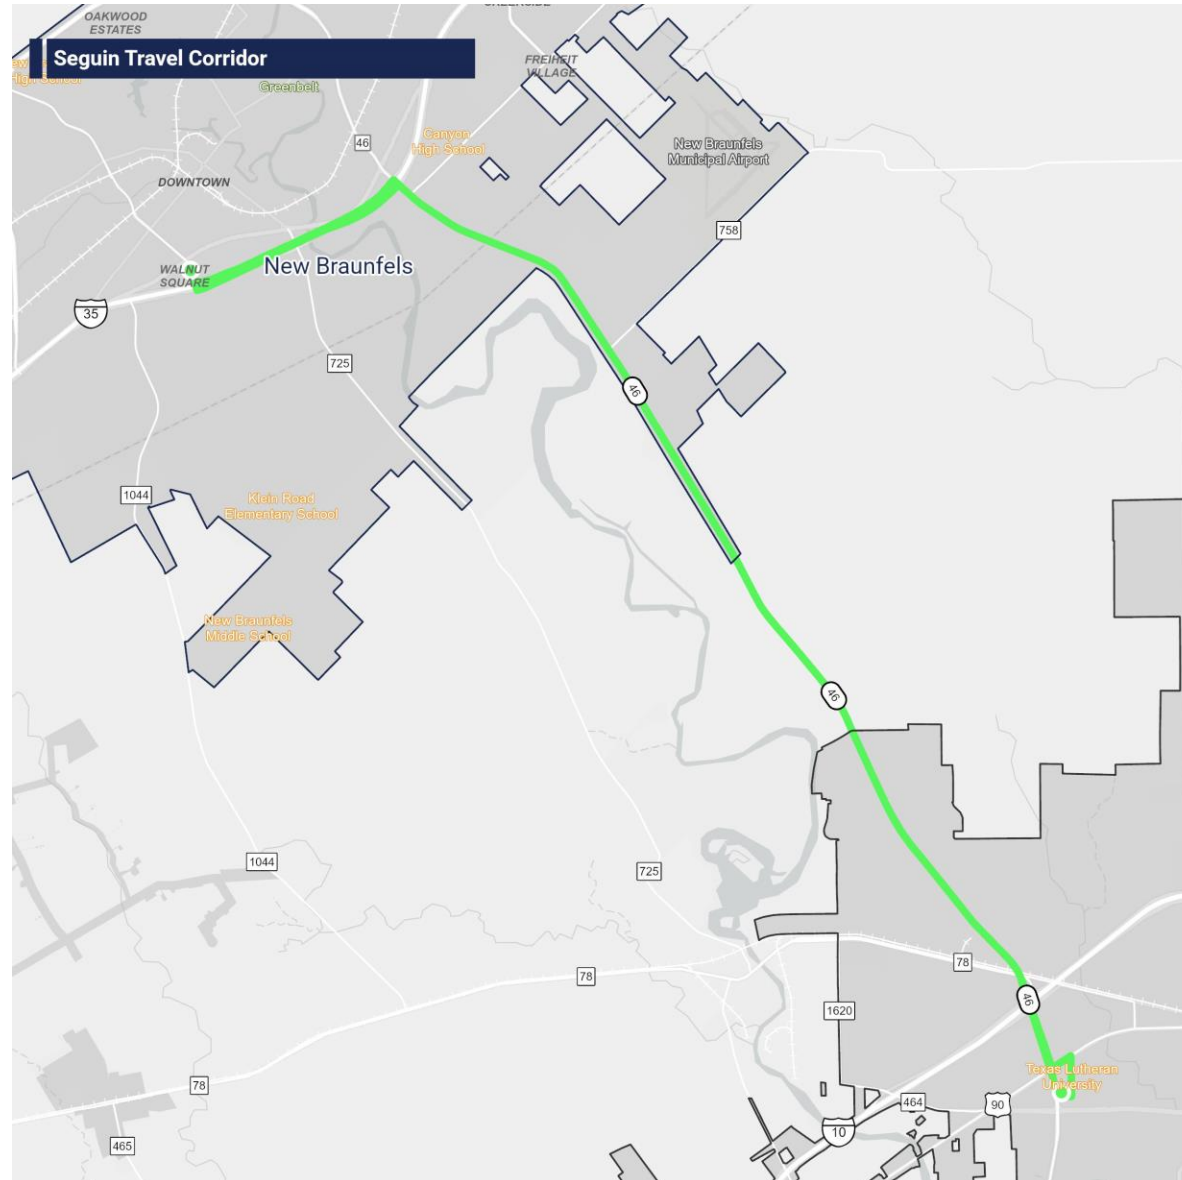 OAKWOOD
ESTATES
Seguin Travel Corridor
High School
Greenbelt
FREIHEIT
VILLAGE
46
Canyon
High School
New Braunfels
Municipal Airport
DOWNTOWN
758
WALNUT
SQUARE
New Braunfels
35
725
46
1044
Klein Road
Elementary School
New Braunfels
Middle School
46
1044
725
78
78
46
1620
Texas Lutheran
University
78
464
90
10
465